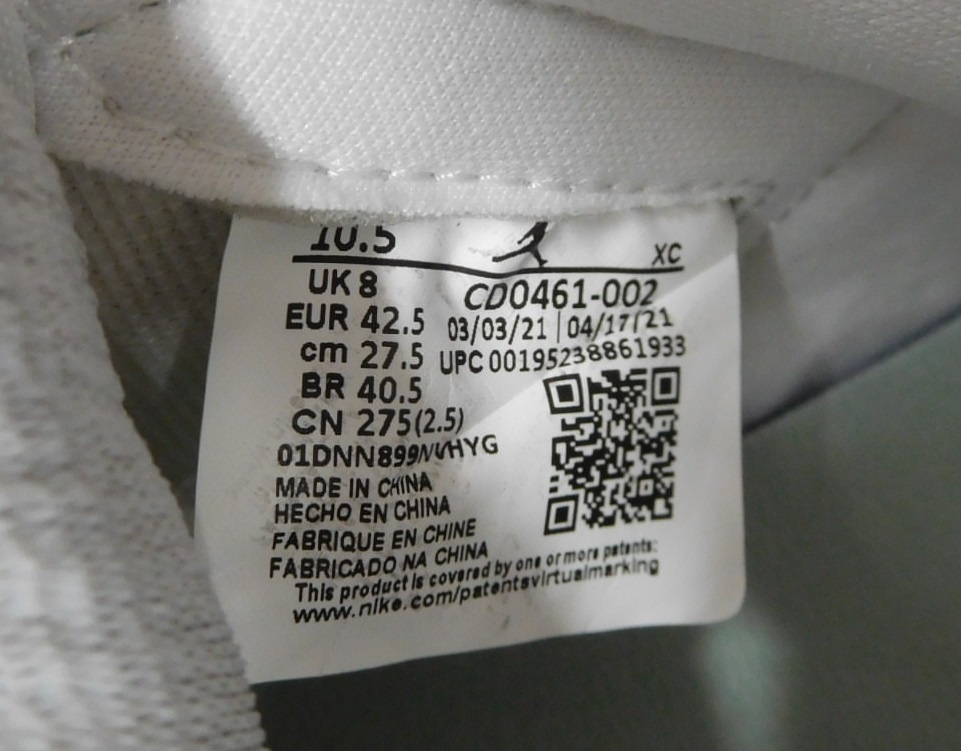 10.5
XC
UK 8
CD0461-002
EUR 42.5
03/03/21 | 04/17/21
cm 27.5
UPC 00195238861933
BR 40.5
CN 275(2.5)
MADE IN CHINA
HECHO EN CHINA
FABRIQUE EN CHINE
FABRICADO NA CHINA
This product is covered by one or more patents:
www.nike.com/patentsvirtualmarking